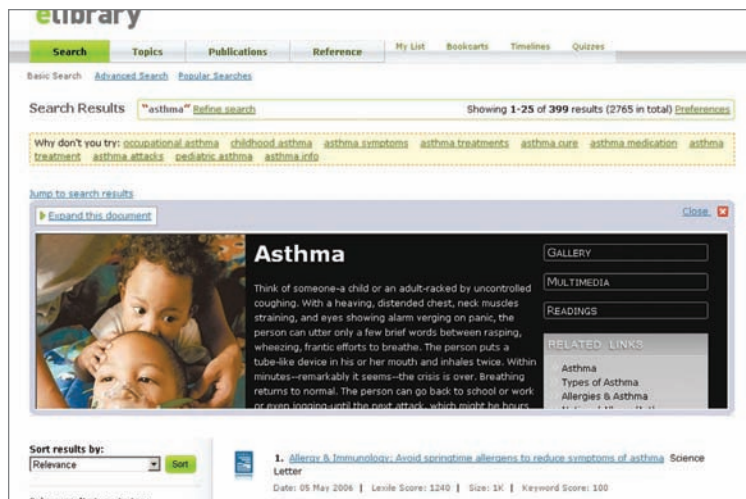 elibrary
Search Topics Publications Reference My List Bookcarts Timelines Quizzes
Basic Search Advanced Search Popular Searches
Search Results "asthma" Refine search Showing 1-25 of 399 results (2765 in total) Preferences
Why don't you try: occupational asthma childhood asthma asthma symptoms asthma treatments asthma cure asthma medication asthma
treatment asthma attacks pediatric asthma asthma info
Jump to search results
Expand this document Close
Asthma
Think of someone-a child or an adult-racked by uncontrolled
coughing. With a heaving, distended chest, neck muscles
straining, and eyes showing alarm verging on panic, the
person can utter only a few brief words between rasping,
wheezing, frantic efforts to breathe. The person puts a
tube-like device in his or her mouth and inhales twice. Within
minutes--remarkably it seems--the crisis is over. Breathing
returns to normal. The person can go back to school or work
or even jogging-until the next attack, which might be hours
GALLERY
MULTIMEDIA
READINGS
RELATED LINKS
Asthma
Types of Asthma
Allergies & Asthma
Sort results by:
Relevance Sort
1. Allergy & Immunology: Avoid springtime allergens to reduce symptoms of asthma Science
Letter
Date: 05 May 2006 | Lexile Score: 1240 | Size: 1K | Keyword Score: 100